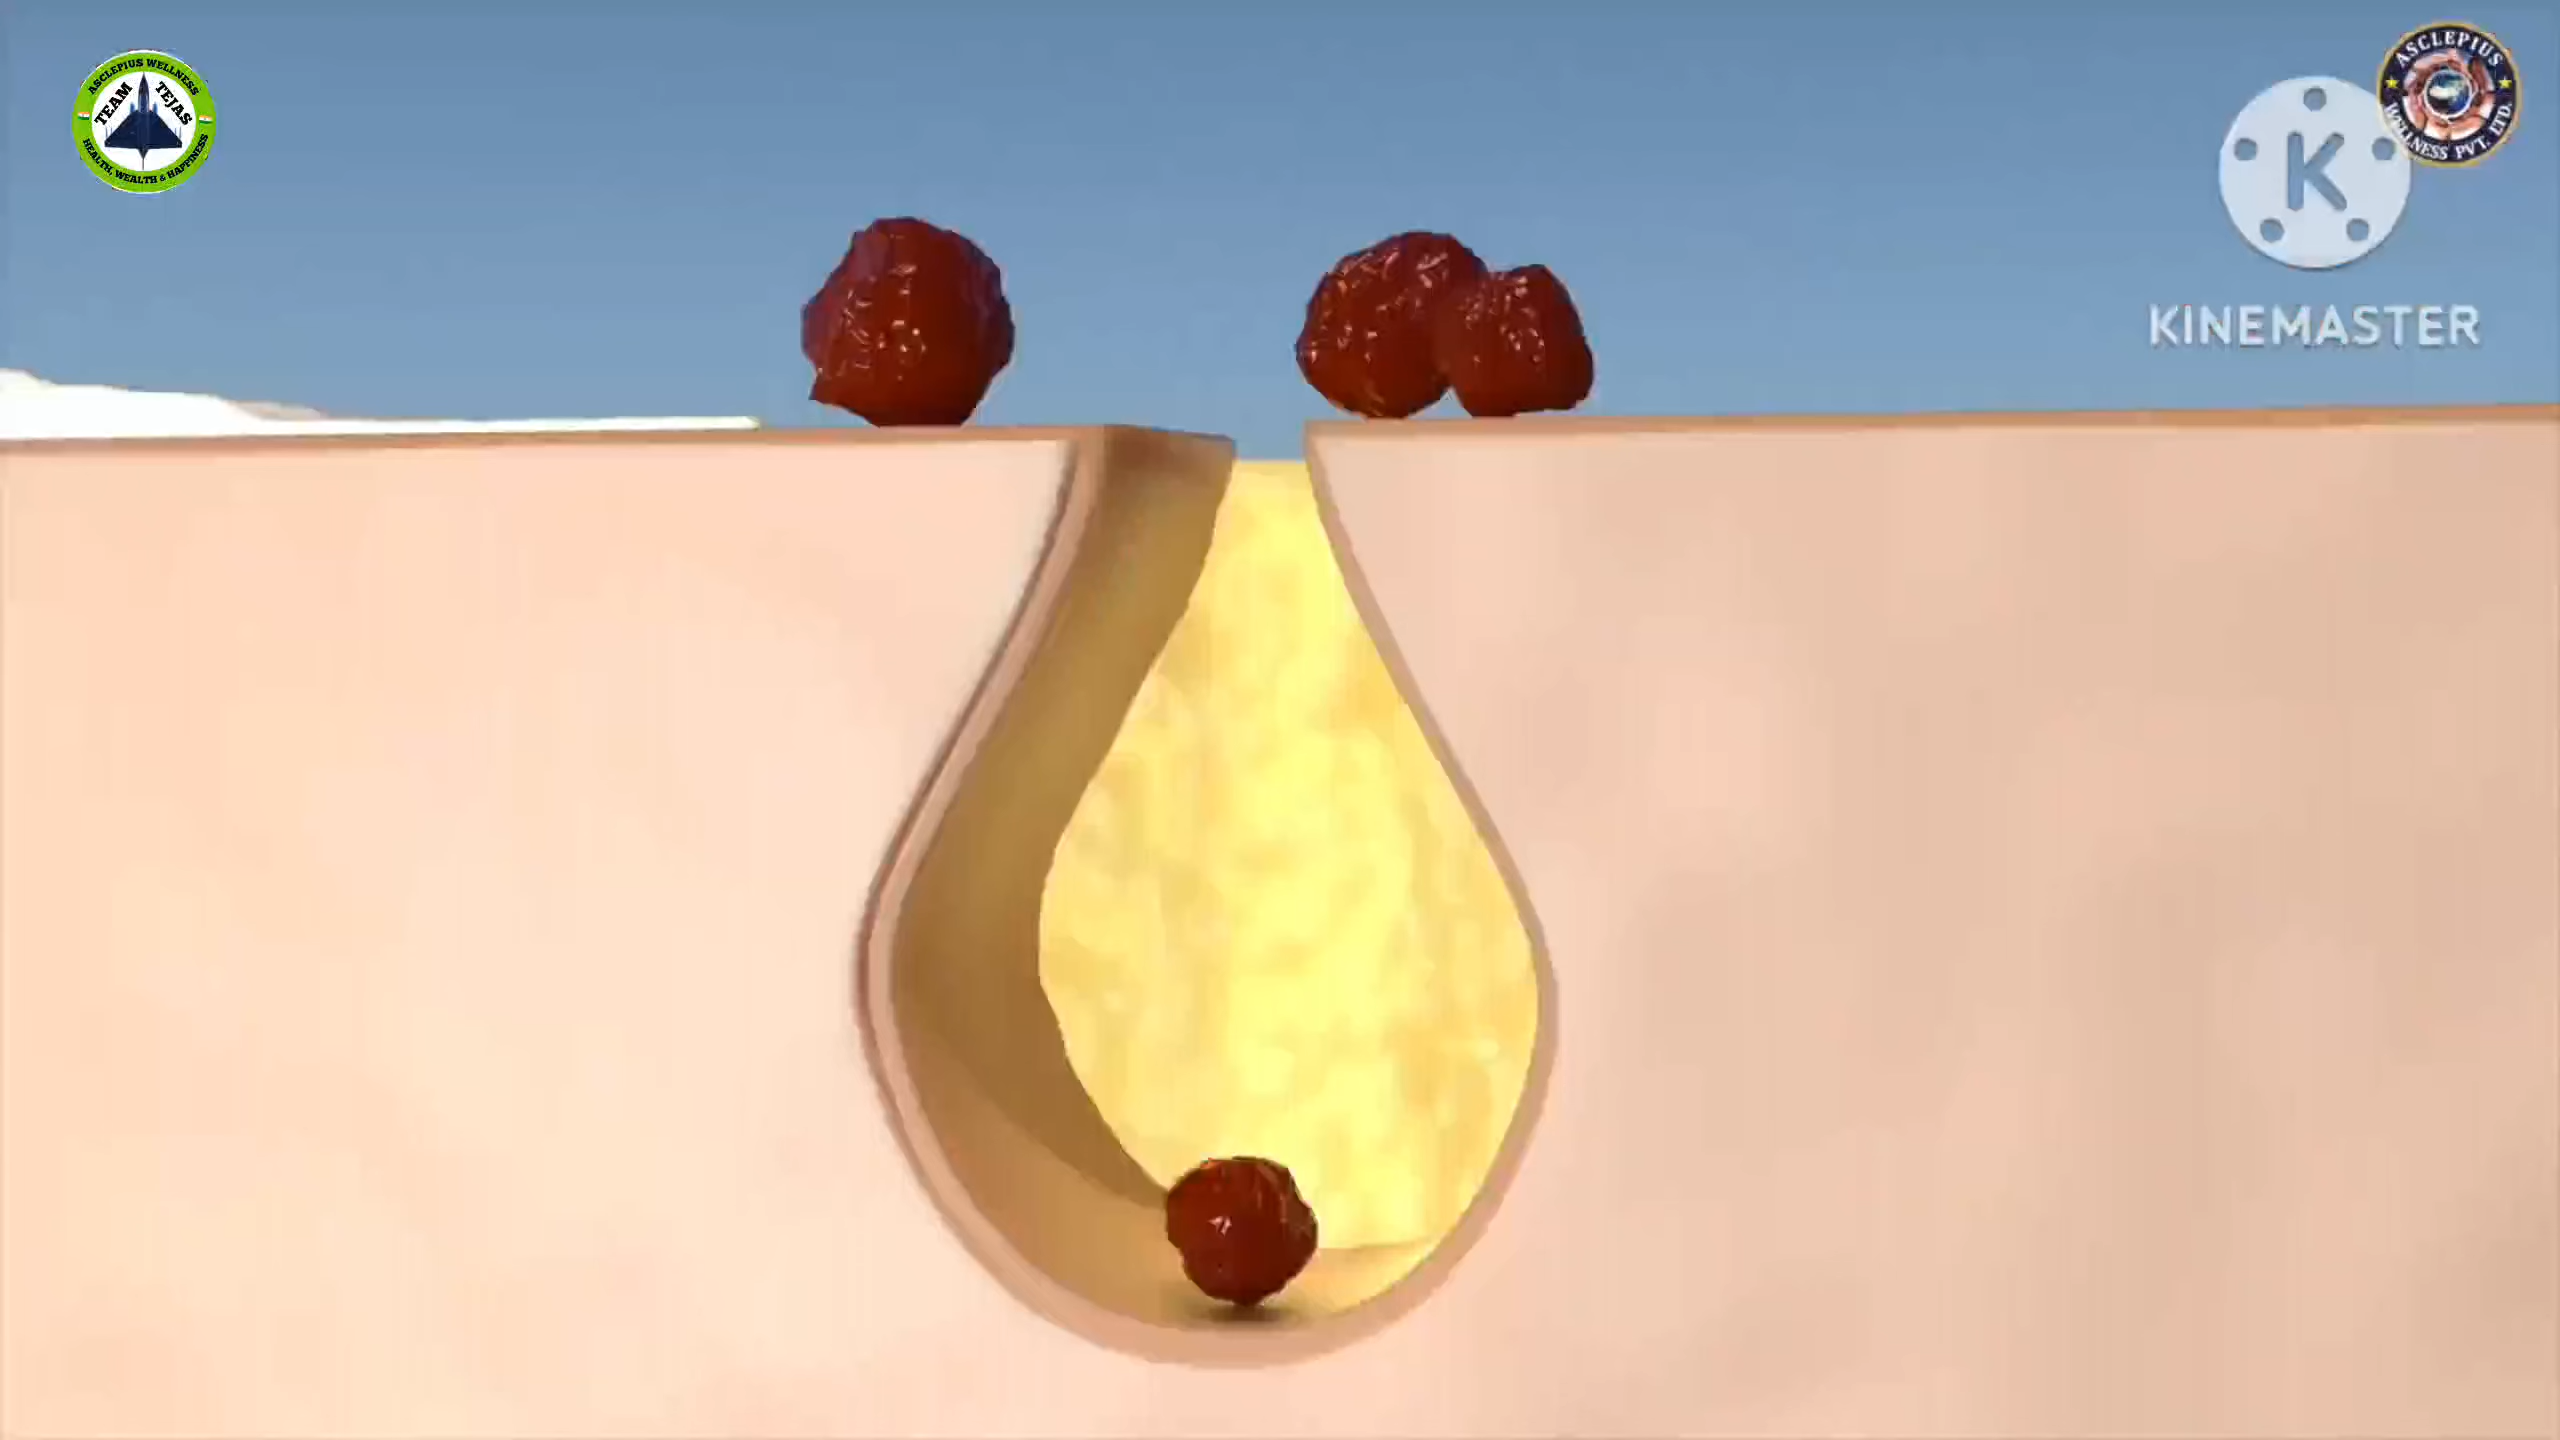 ASCLEPIUS WELLNESS
TEAM TEJAS
HEALTH, WEALTH & HAPPINESS
ASCLEPIUS
WELLNESS PVT. LTD.
K
KINEMASTER